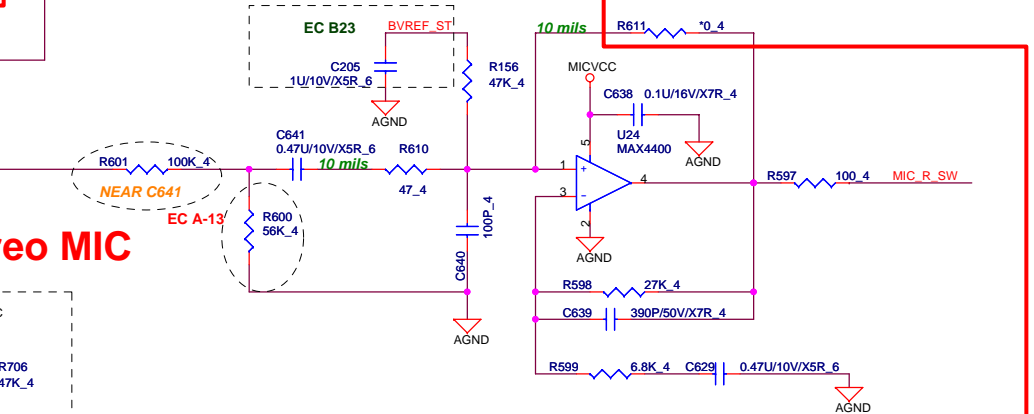 EC B23
BVREF_ST
C205
1U/10V/X5R_6
AGND
R156
47K_4
10 mils
R611
*0_4
MICVCC
C638
0.1U/16V/X7R_4
AGND
U24
MAX4400
5
1
+
3
-
4
2
AGND
R601
100K_4
NEAR C641
C641
0.47U/10V/X5R_6
10 mils
R610
47_4
EC A-13
R600
56K_4
100P_4
C640
AGND
R597
100_4
MIC_R_SW
R598
27K_4
C639
390P/50V/X7R_4
R599
6.8K_4
C629
0.47U/10V/X5R_6
AGND
reo MIC
C
R706
47K_4